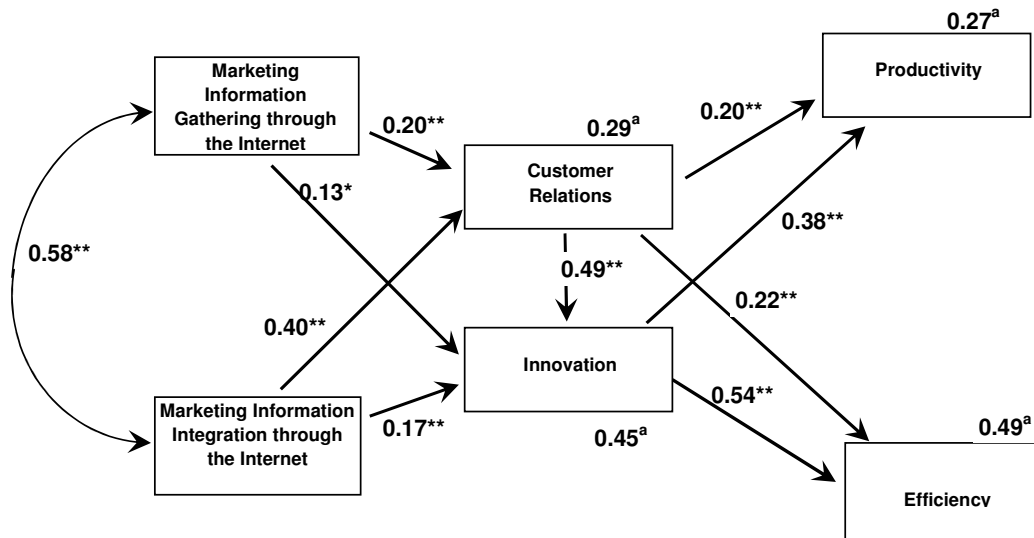 0.27a
Marketing
Information
Gathering through
the Internet
Productivity
0.20**
0.29a
0.20**
Customer
Relations
0.13*
0.38**
0.58**
0.49**
0.22**
0.40**
Innovation
0.54**
Marketing Information
Integration through
the Internet
0.17**
0.45a
0.49a
Efficiency